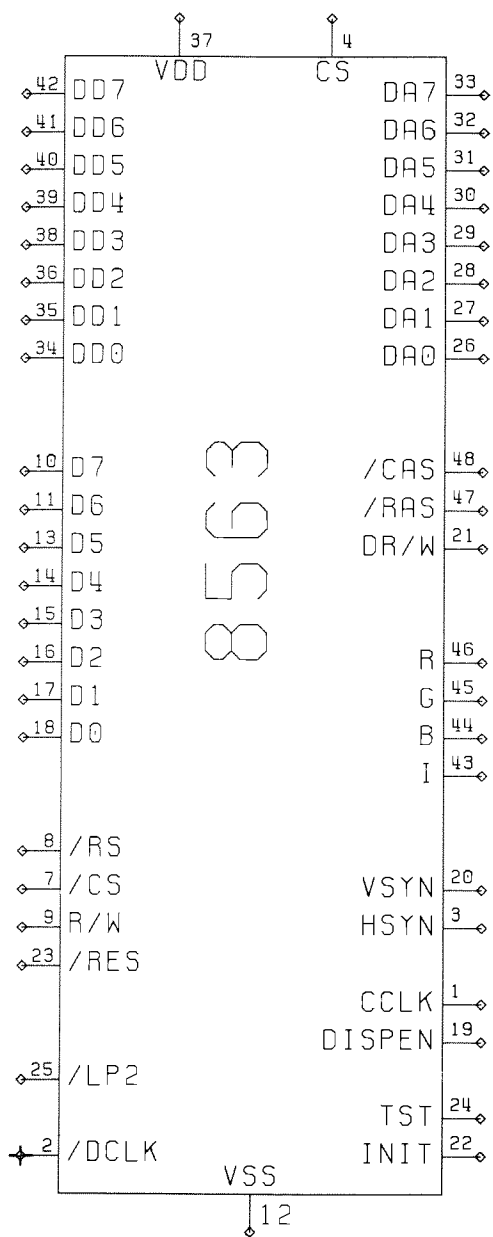 37 4
VDD CS
42 DD7 DA7 33
41 DD6 DA6 32
40 DD5 DA5 31
39 DD4 DA4 30
38 DD3 DA3 29
36 DD2 DA2 28
35 DD1 DA1 27
34 DD0 DA0 26
10 D7 /CAS 48
11 D6 /RAS 47
13 D5 DR/W 21
14 D4
15 D3
16 D2 R 46
17 D1 G 45
18 D0 B 44
I 43
8563
8 /RS
7 /CS VSYN 20
9 R/W HSYN 3
23 /RES
CCLK 1
DISPEN 19
25 /LP2
TST 24
2 /DCLK INIT 22
VSS
12